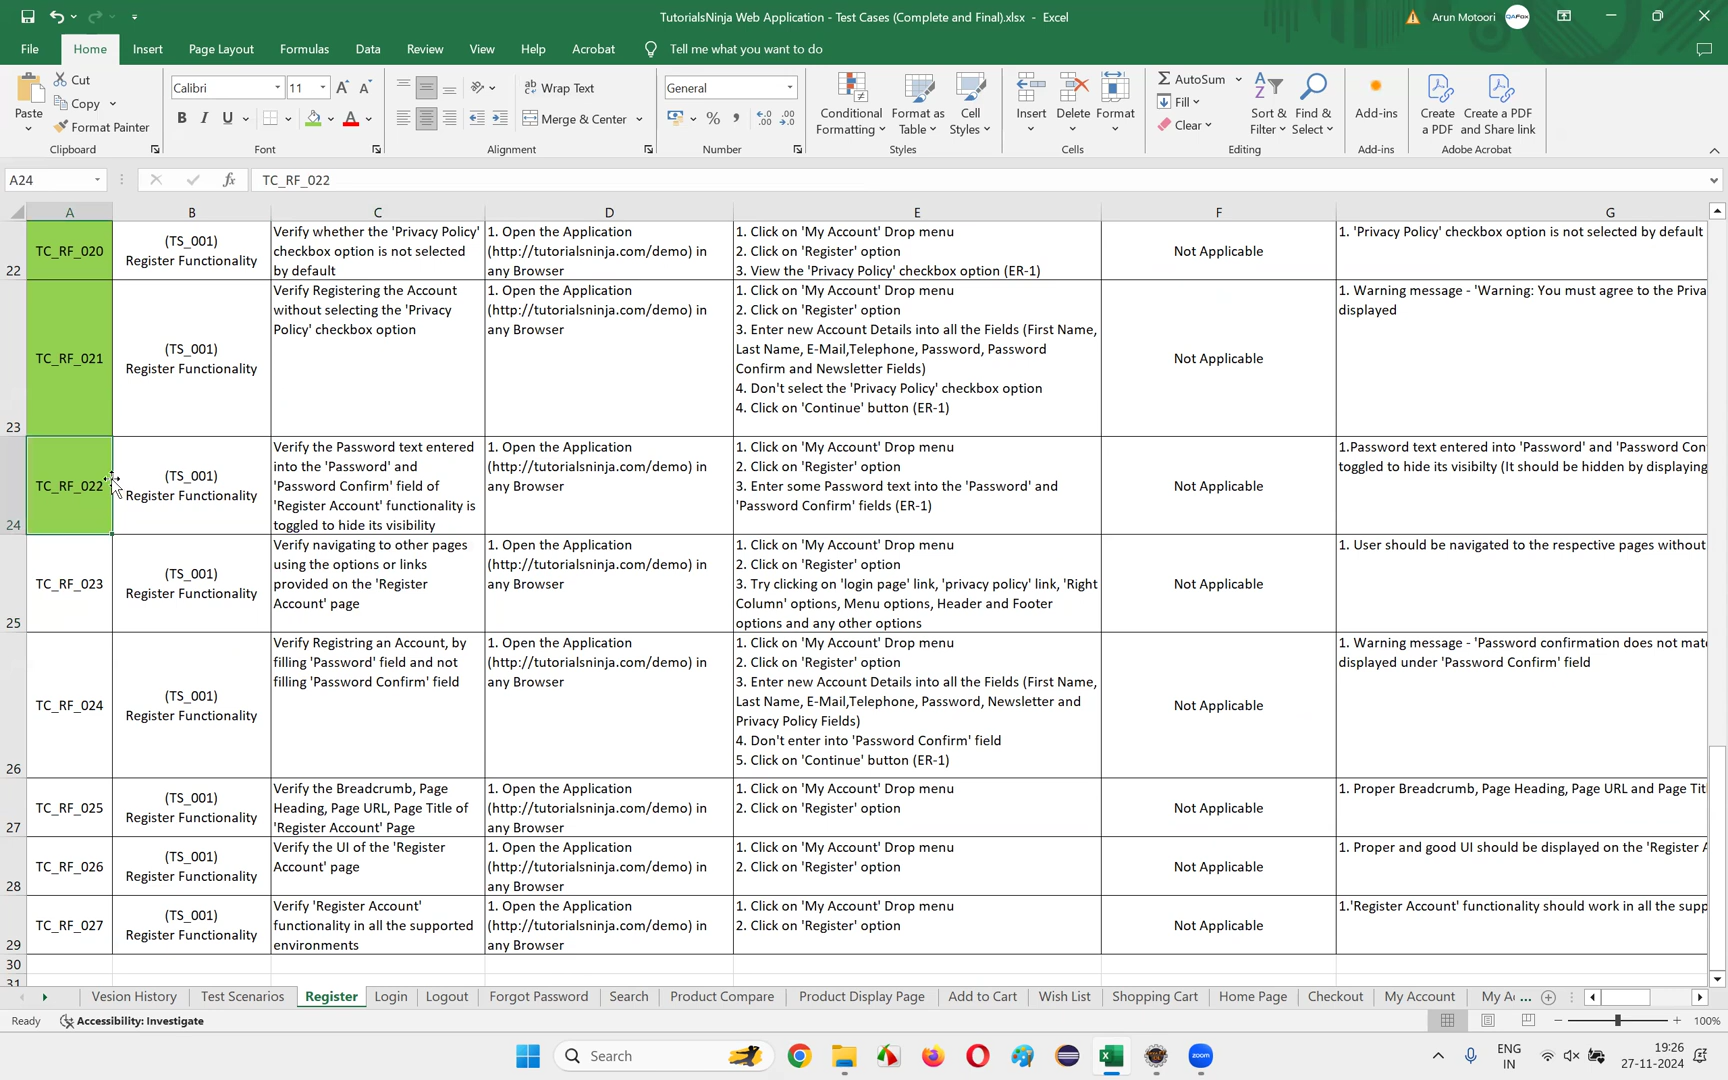 TutorialsNinja Web Application - Test Cases (Complete and Final).xlsx - Excel
Arun Motoori
QAFox
File Home Insert Page Layout Formulas Data Review View Help Acrobat Tell me what you want to do
Paste
Cut
Copy
Format Painter
Clipboard
Calibri 11
B I U
Font
Wrap Text
Merge & Center
Alignment
General
Number
Conditional Formatting
Format as Table
Cell Styles
Styles
Insert
Delete
Format
Cells
AutoSum
Fill
Clear
Sort & Filter
Find & Select
Editing
Add-ins
Add-ins
Create a PDF
Create a PDF and Share link
Adobe Acrobat
A24 fx TC_RF_022
A B C D E F G
22
TC_RF_020
(TS_001)
Register Functionality
Verify whether the 'Privacy Policy'
checkbox option is not selected
by default
1. Open the Application
(http://tutorialsninja.com/demo) in
any Browser
1. Click on 'My Account' Drop menu
2. Click on 'Register' option
3. View the 'Privacy Policy' checkbox option (ER-1)
Not Applicable
1. 'Privacy Policy' checkbox option is not selected by default
23
TC_RF_021
(TS_001)
Register Functionality
Verify Registering the Account
without selecting the 'Privacy
Policy' checkbox option
1. Open the Application
(http://tutorialsninja.com/demo) in
any Browser
1. Click on 'My Account' Drop menu
2. Click on 'Register' option
3. Enter new Account Details into all the Fields (First Name,
Last Name, E-Mail,Telephone, Password, Password
Confirm and Newsletter Fields)
4. Don't select the 'Privacy Policy' checkbox option
4. Click on 'Continue' button (ER-1)
Not Applicable
1. Warning message - 'Warning: You must agree to the Priva
displayed
24
TC_RF_022
(TS_001)
Register Functionality
Verify the Password text entered
into the 'Password' and
'Password Confirm' field of
'Register Account' functionality is
toggled to hide its visibility
1. Open the Application
(http://tutorialsninja.com/demo) in
any Browser
1. Click on 'My Account' Drop menu
2. Click on 'Register' option
3. Enter some Password text into the 'Password' and
'Password Confirm' fields (ER-1)
Not Applicable
1.Password text entered into 'Password' and 'Password Con
toggled to hide its visibilty (It should be hidden by displaying
25
TC_RF_023
(TS_001)
Register Functionality
Verify navigating to other pages
using the options or links
provided on the 'Register
Account' page
1. Open the Application
(http://tutorialsninja.com/demo) in
any Browser
1. Click on 'My Account' Drop menu
2. Click on 'Register' option
3. Try clicking on 'login page' link, 'privacy policy' link, 'Right
Column' options, Menu options, Header and Footer
options and any other options
Not Applicable
1. User should be navigated to the respective pages without
26
TC_RF_024
(TS_001)
Register Functionality
Verify Registring an Account, by
filling 'Password' field and not
filling 'Password Confirm' field
1. Open the Application
(http://tutorialsninja.com/demo) in
any Browser
1. Click on 'My Account' Drop menu
2. Click on 'Register' option
3. Enter new Account Details into all the Fields (First Name,
Last Name, E-Mail,Telephone, Password, Newsletter and
Privacy Policy Fields)
4. Don't enter into 'Password Confirm' field
5. Click on 'Continue' button (ER-1)
Not Applicable
1. Warning message - 'Password confirmation does not mat
displayed under 'Password Confirm' field
27
TC_RF_025
(TS_001)
Register Functionality
Verify the Breadcrumb, Page
Heading, Page URL, Page Title of
'Register Account' Page
1. Open the Application
(http://tutorialsninja.com/demo) in
any Browser
1. Click on 'My Account' Drop menu
2. Click on 'Register' option
Not Applicable
1. Proper Breadcrumb, Page Heading, Page URL and Page Tit
28
TC_RF_026
(TS_001)
Register Functionality
Verify the UI of the 'Register
Account' page
1. Open the Application
(http://tutorialsninja.com/demo) in
any Browser
1. Click on 'My Account' Drop menu
2. Click on 'Register' option
Not Applicable
1. Proper and good UI should be displayed on the 'Register A
29
TC_RF_027
(TS_001)
Register Functionality
Verify 'Register Account'
functionality in all the supported
environments
1. Open the Application
(http://tutorialsninja.com/demo) in
any Browser
1. Click on 'My Account' Drop menu
2. Click on 'Register' option
Not Applicable
1.'Register Account' functionality should work in all the supp
30
31
Vesion History Test Scenarios Register Login Logout Forgot Password Search Product Compare Product Display Page Add to Cart Wish List Shopping Cart Home Page Checkout My Account My Ac ...
Ready Accessibility: Investigate 100%
Search
zoom
ENG
IN
19:26
27-11-2024